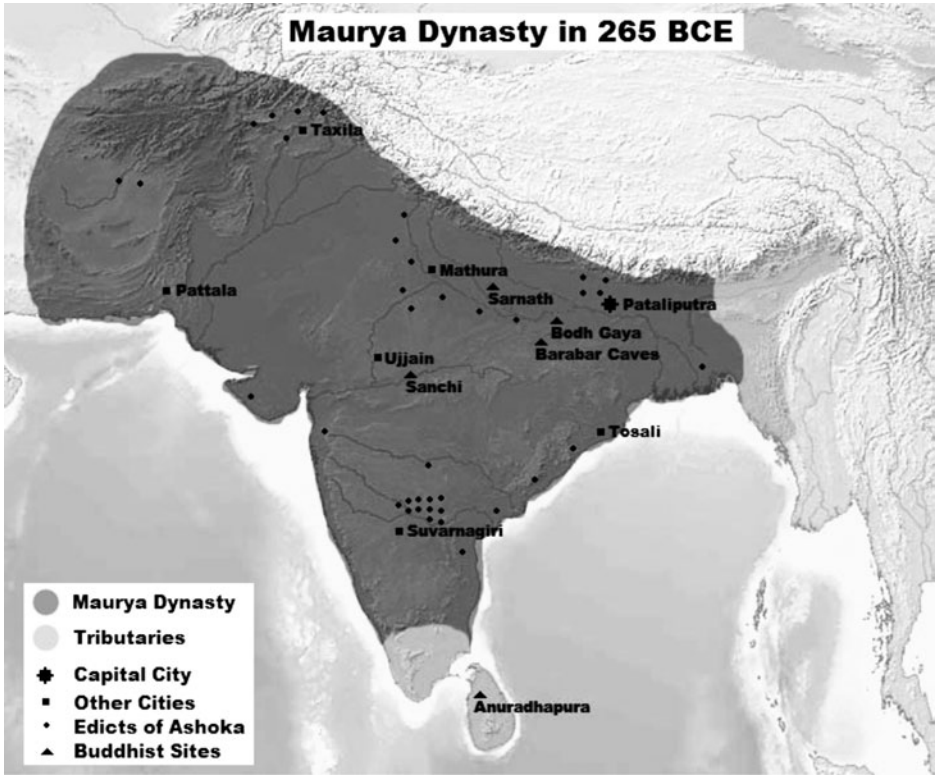 Maurya Dynasty in 265 BCE
Taxila
Mathura
Pattala
Sarnath
Pataliputra
Bodh Gaya
Barabar Caves
Ujjain
Sanchi
Tosali
Suvarnagiri
Anuradhapura
Maurya Dynasty
Tributaries
Capital City
Other Cities
Edicts of Ashoka
Buddhist Sites